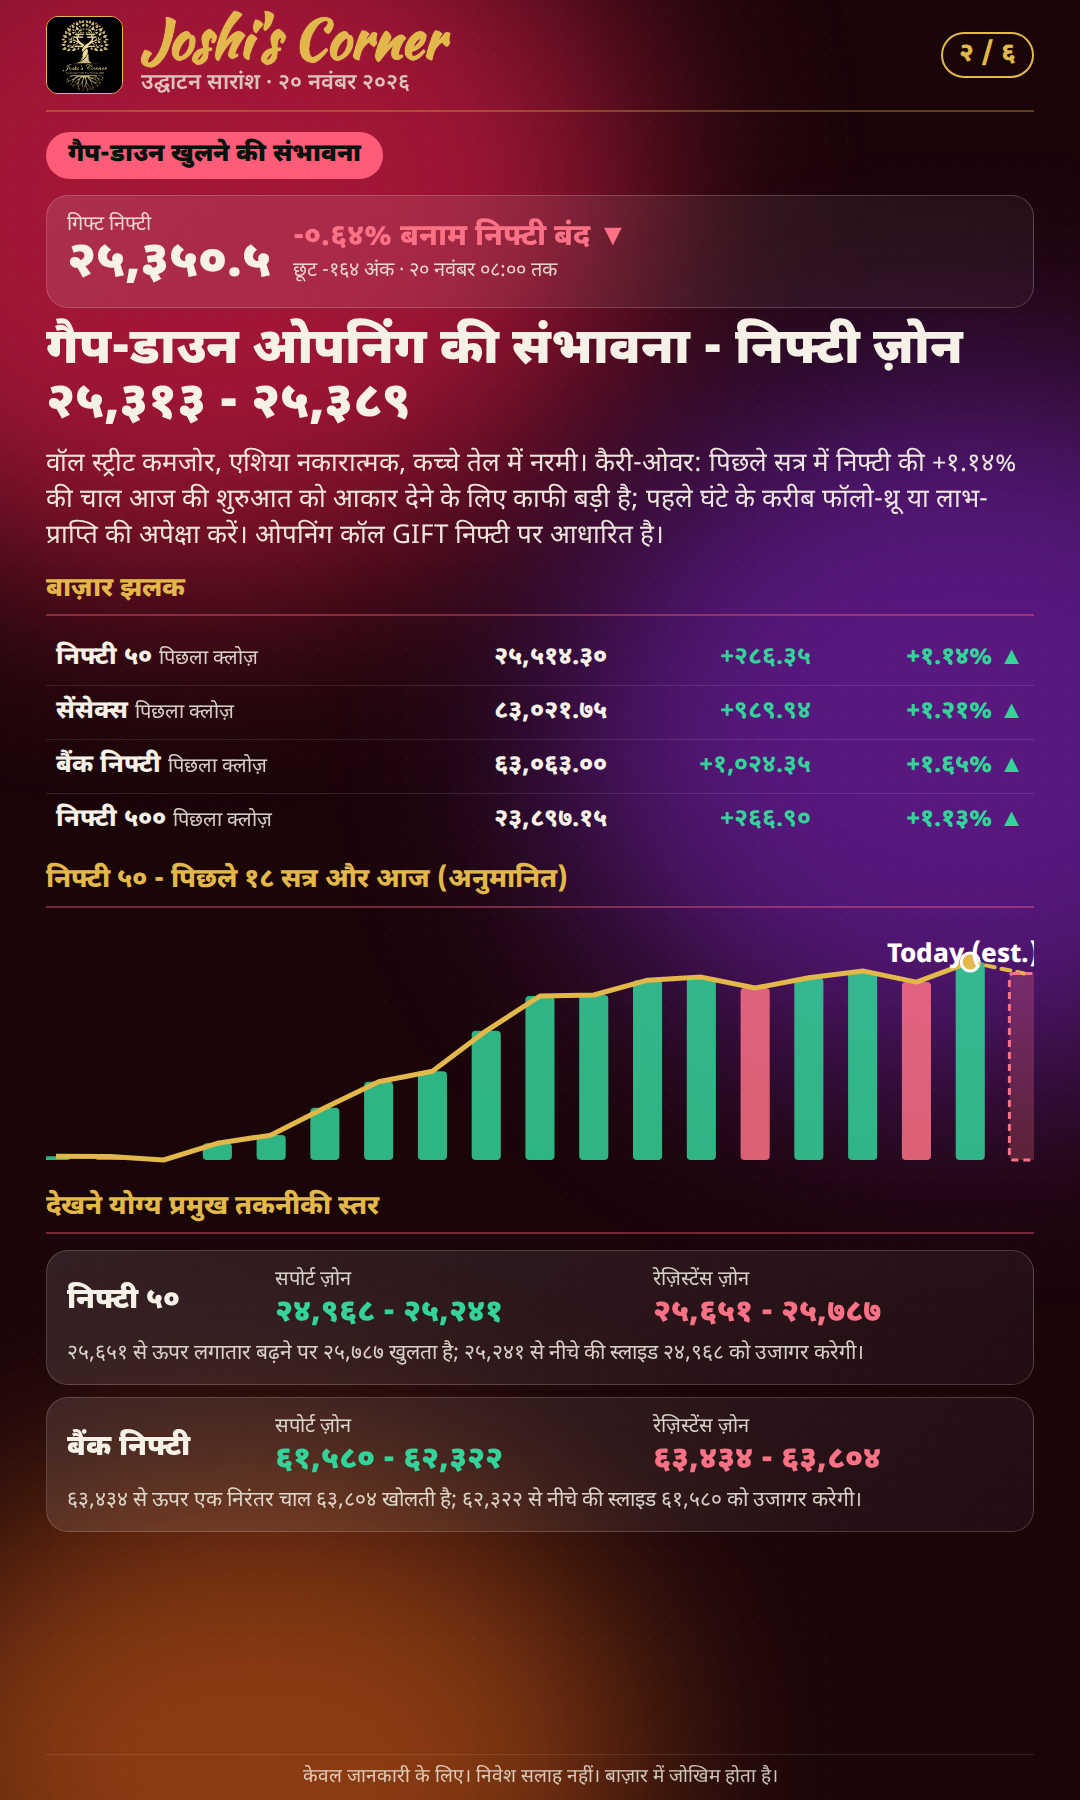 Joshi's Corner
Joshi's Corner
उद्घाटन सारांश · २० नवंबर २०२६
२ / ६
गैप-डाउन खुलने की संभावना
गिफ्ट निफ्टी
२५,३५०.५
-०.६४% बनाम निफ्टी बंद ▼
छूट -१६४ अंक · २० नवंबर ०८:०० तक
गैप-डाउन ओपनिंग की संभावना - निफ्टी ज़ोन
२५,३१३ - २५,३८९
वॉल स्ट्रीट कमजोर, एशिया नकारात्मक, कच्चे तेल में नरमी। कैरी-ओवर: पिछले सत्र में निफ्टी की +१.१४%
की चाल आज की शुरुआत को आकार देने के लिए काफी बड़ी है; पहले घंटे के करीब फॉलो-थ्रू या लाभ-
प्राप्ति की अपेक्षा करें। ओपनिंग कॉल GIFT निफ्टी पर आधारित है।
बाज़ार झलक
निफ्टी ५० पिछला क्लोज़ २५,५१४.३० +२८६.३५ +१.१४% ▲
सेंसेक्स पिछला क्लोज़ ८३,०२१.७५ +९८९.९४ +१.२१% ▲
बैंक निफ्टी पिछला क्लोज़ ६३,०६३.०० +१,०२४.३५ +१.६५% ▲
निफ्टी ५०० पिछला क्लोज़ २३,८९७.१५ +२६६.९० +१.१३% ▲
निफ्टी ५० - पिछले १८ सत्र और आज (अनुमानित)
Today (est.)
देखने योग्य प्रमुख तकनीकी स्तर
निफ्टी ५०
सपोर्ट ज़ोन
२४,९६८ - २५,२४१
रेज़िस्टेंस ज़ोन
२५,६५१ - २५,७८७
२५,६५१ से ऊपर लगातार बढ़ने पर २५,७८७ खुलता है; २५,२४१ से नीचे की स्लाइड २४,९६८ को उजागर करेगी।
बैंक निफ्टी
सपोर्ट ज़ोन
६१,५८० - ६२,३२२
रेज़िस्टेंस ज़ोन
६३,४३४ - ६३,८०४
६३,४३४ से ऊपर एक निरंतर चाल ६३,८०४ खोलती है; ६२,३२२ से नीचे की स्लाइड ६१,५८० को उजागर करेगी।
केवल जानकारी के लिए। निवेश सलाह नहीं। बाज़ार में जोखिम होता है।